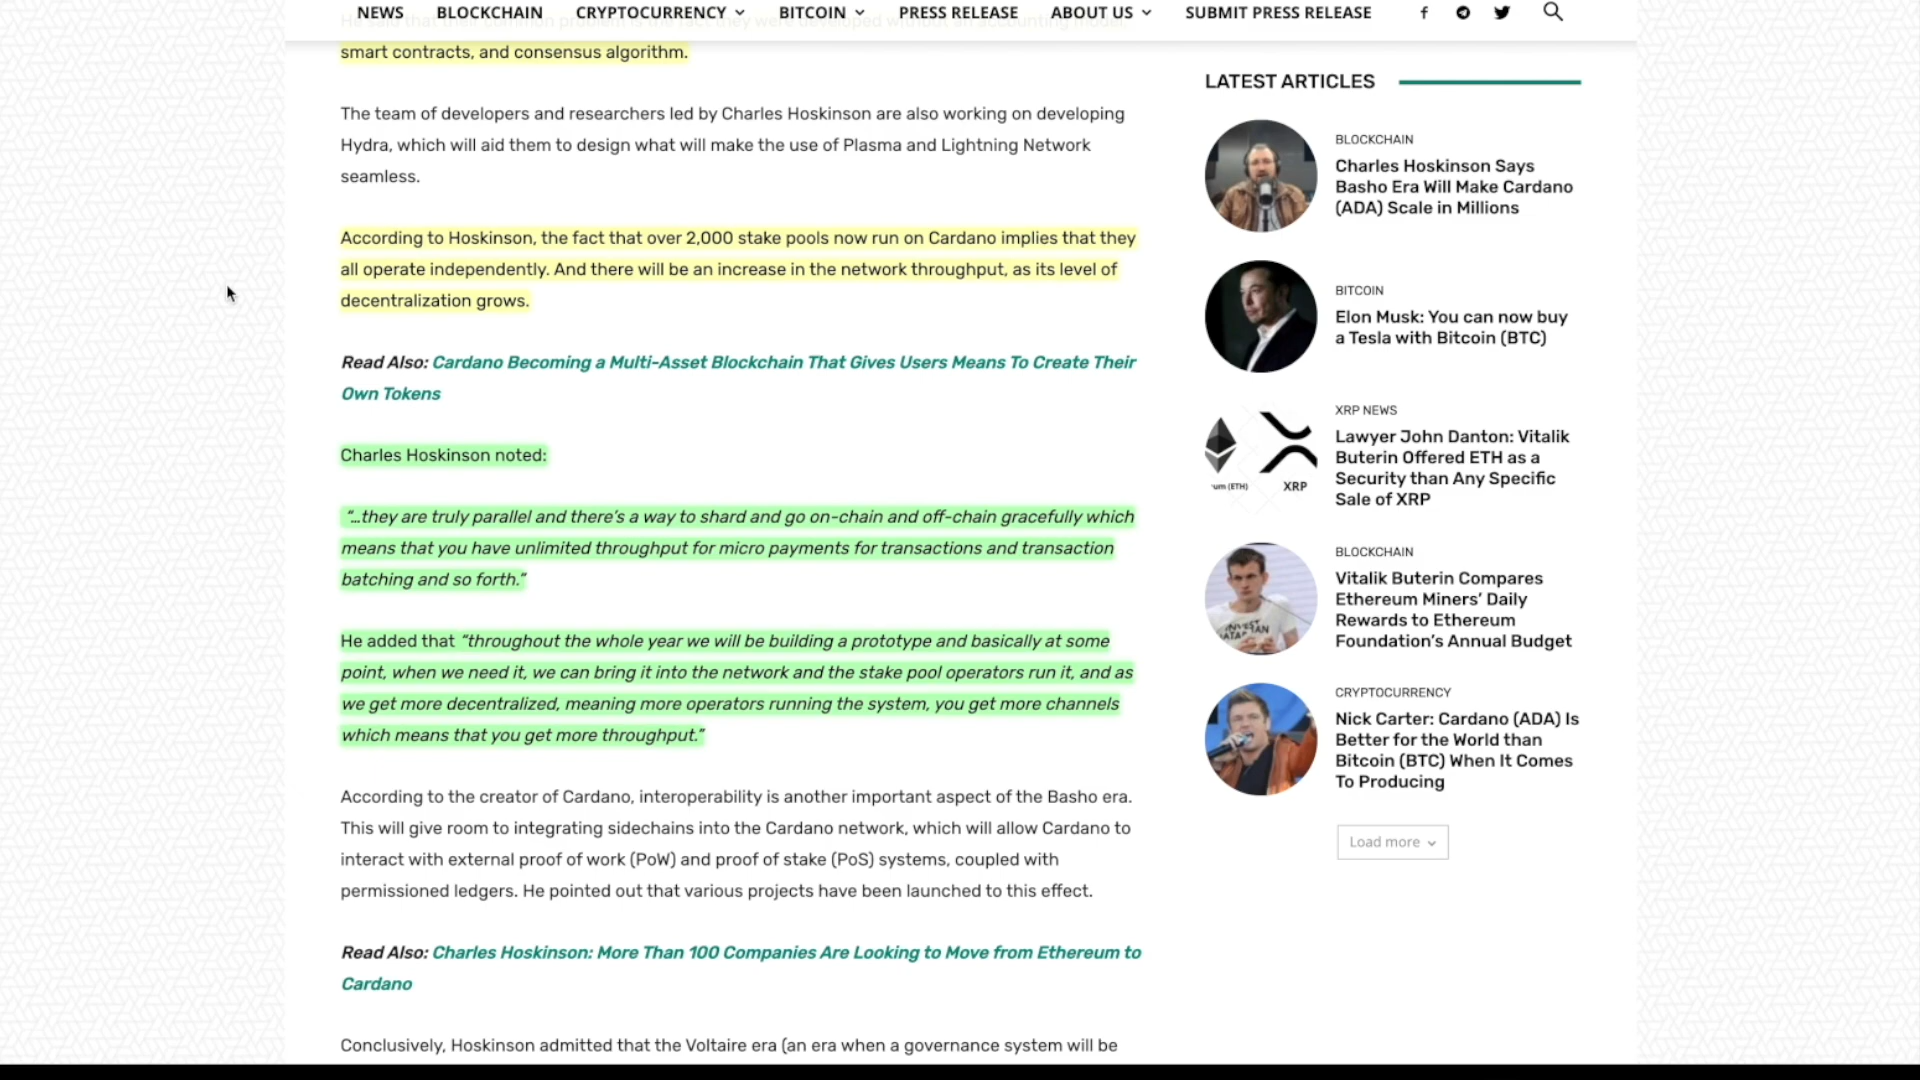 NEWS BLOCKCHAIN CRYPTOCURRENCY BITCOIN PRESS RELEASE ABOUT US SUBMIT PRESS RELEASE
smart contracts, and consensus algorithm.
The team of developers and researchers led by Charles Hoskinson are also working on developing
Hydra, which will aid them to design what will make the use of Plasma and Lightning Network
seamless.
According to Hoskinson, the fact that over 2,000 stake pools now run on Cardano implies that they
all operate independently. And there will be an increase in the network throughput, as its level of
decentralization grows.
Read Also: Cardano Becoming a Multi-Asset Blockchain That Gives Users Means To Create Their
Own Tokens
Charles Hoskinson noted:
“…they are truly parallel and there’s a way to shard and go on-chain and off-chain gracefully which
means that you have unlimited throughput for micro payments for transactions and transaction
batching and so forth.”
He added that “throughout the whole year we will be building a prototype and basically at some
point, when we need it, we can bring it into the network and the stake pool operators run it, and as
we get more decentralized, meaning more operators running the system, you get more channels
which means that you get more throughput.”
According to the creator of Cardano, interoperability is another important aspect of the Basho era.
This will give room to integrating sidechains into the Cardano network, which will allow Cardano to
interact with external proof of work (PoW) and proof of stake (PoS) systems, coupled with
permissioned ledgers. He pointed out that various projects have been launched to this effect.
Read Also: Charles Hoskinson: More Than 100 Companies Are Looking to Move from Ethereum to
Cardano
Conclusively, Hoskinson admitted that the Voltaire era (an era when a governance system will be
LATEST ARTICLES
BLOCKCHAIN
Charles Hoskinson Says
Basho Era Will Make Cardano
(ADA) Scale in Millions
BITCOIN
Elon Musk: You can now buy
a Tesla with Bitcoin (BTC)
um (ETH) XRP
XRP NEWS
Lawyer John Danton: Vitalik
Buterin Offered ETH as a
Security than Any Specific
Sale of XRP
BLOCKCHAIN
Vitalik Buterin Compares
Ethereum Miners’ Daily
Rewards to Ethereum
Foundation’s Annual Budget
CRYPTOCURRENCY
Nick Carter: Cardano (ADA) Is
Better for the World than
Bitcoin (BTC) When It Comes
To Producing
Load more